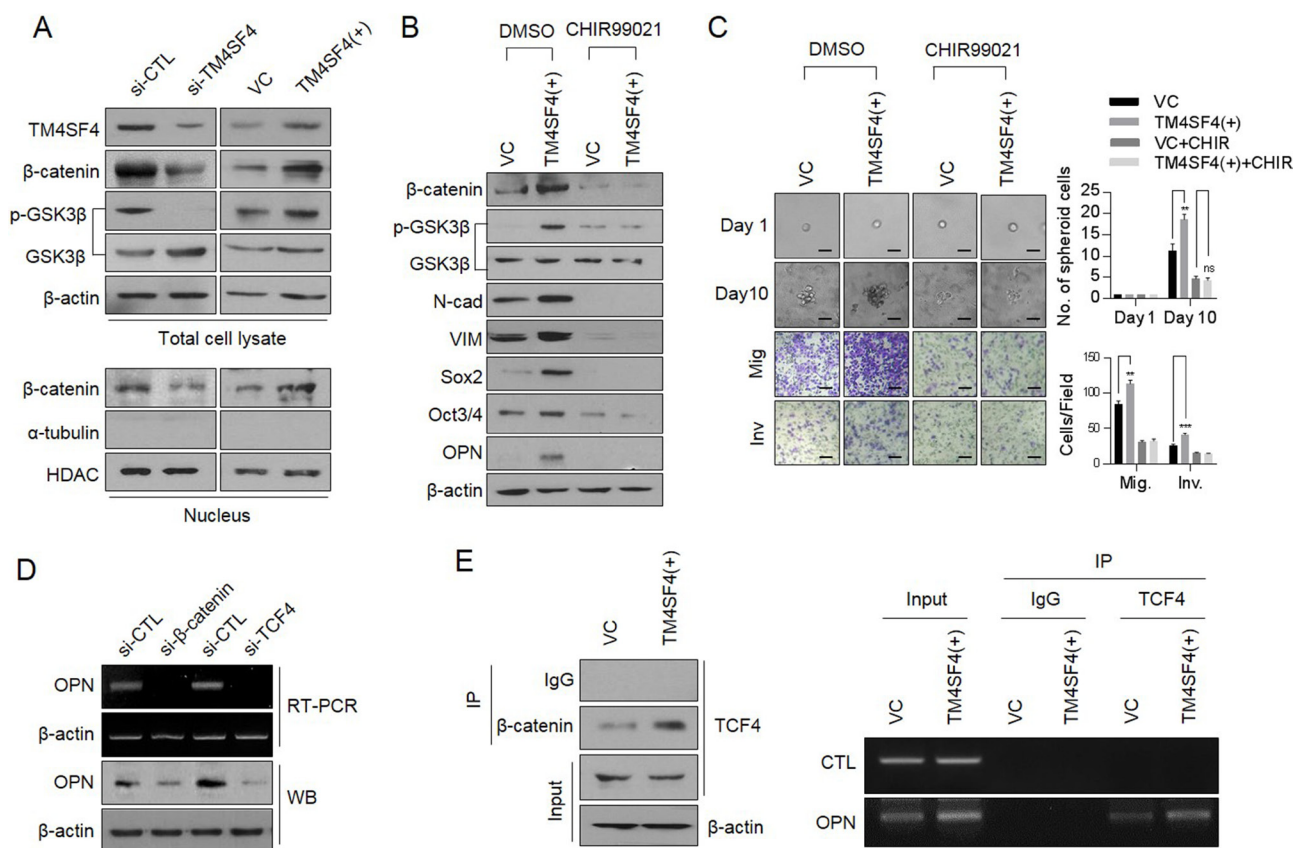 A
si-CTL si-TM4SF4 VC TM4SF4(+)
TM4SF4
β-catenin
p-GSK3β
GSK3β
β-actin
Total cell lysate
β-catenin
α-tubulin
HDAC
Nucleus
B
DMSO CHIR99021
VC TM4SF4(+) VC TM4SF4(+)
β-catenin
p-GSK3β
GSK3β
N-cad
VIM
Sox2
Oct3/4
OPN
β-actin
C
DMSO CHIR99021
VC TM4SF4(+) VC TM4SF4(+)
Day 1
Day10
Mig
Inv
VC
TM4SF4(+)
VC+CHIR
TM4SF4(+)+CHIR
No. of spheroid cells
25
20
15
10
5
0
** ns
Day 1 Day 10
Cells/Field
150
100
50
0
** ***
Mig. Inv.
D
si-CTL si-β-catenin si-CTL si-TCF4
OPN
β-actin
RT-PCR
OPN
β-actin
WB
E
VC TM4SF4(+)
IP
IgG
β-catenin
TCF4
Input
β-actin
IP
Input IgG TCF4
VC TM4SF4(+) VC TM4SF4(+) VC TM4SF4(+)
CTL
OPN